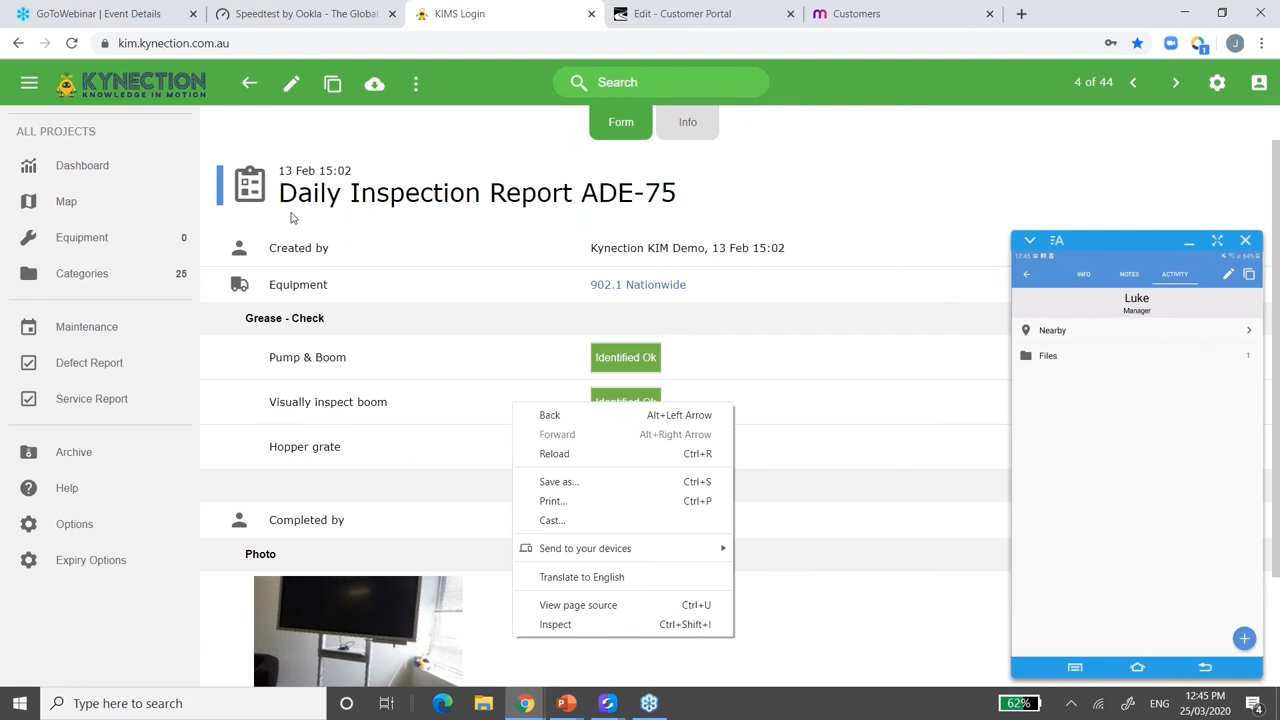 GoToWebinar | Event Details
Speedtest by Ookla - The Global
KIMS Login
Edit - Customer Portal
Customers
kim.kynection.com.au
J
KYNECTION
KNOWLEDGE IN MOTION
Search
4 of 44
Form
Info
ALL PROJECTS
Dashboard
Map
Equipment 0
Categories 25
Maintenance
Defect Report
Service Report
Archive
Help
Options
Expiry Options
13 Feb 15:02
Daily Inspection Report ADE-75
Created by Kynection KIM Demo, 13 Feb 15:02
Equipment 902.1 Nationwide
Grease - Check
Pump & Boom Identified Ok
Visually inspect boom Identified Ok
Hopper grate
Completed by
Photo
Back Alt+Left Arrow
Forward Alt+Right Arrow
Reload Ctrl+R
Save as... Ctrl+S
Print... Ctrl+P
Cast...
Send to your devices
Translate to English
View page source Ctrl+U
Inspect Ctrl+Shift+I
12:45 64%
INFO NOTES ACTIVITY
Luke
Manager
Nearby
Files 1
Type here to search
62%
ENG
12:45 PM
25/03/2020
4